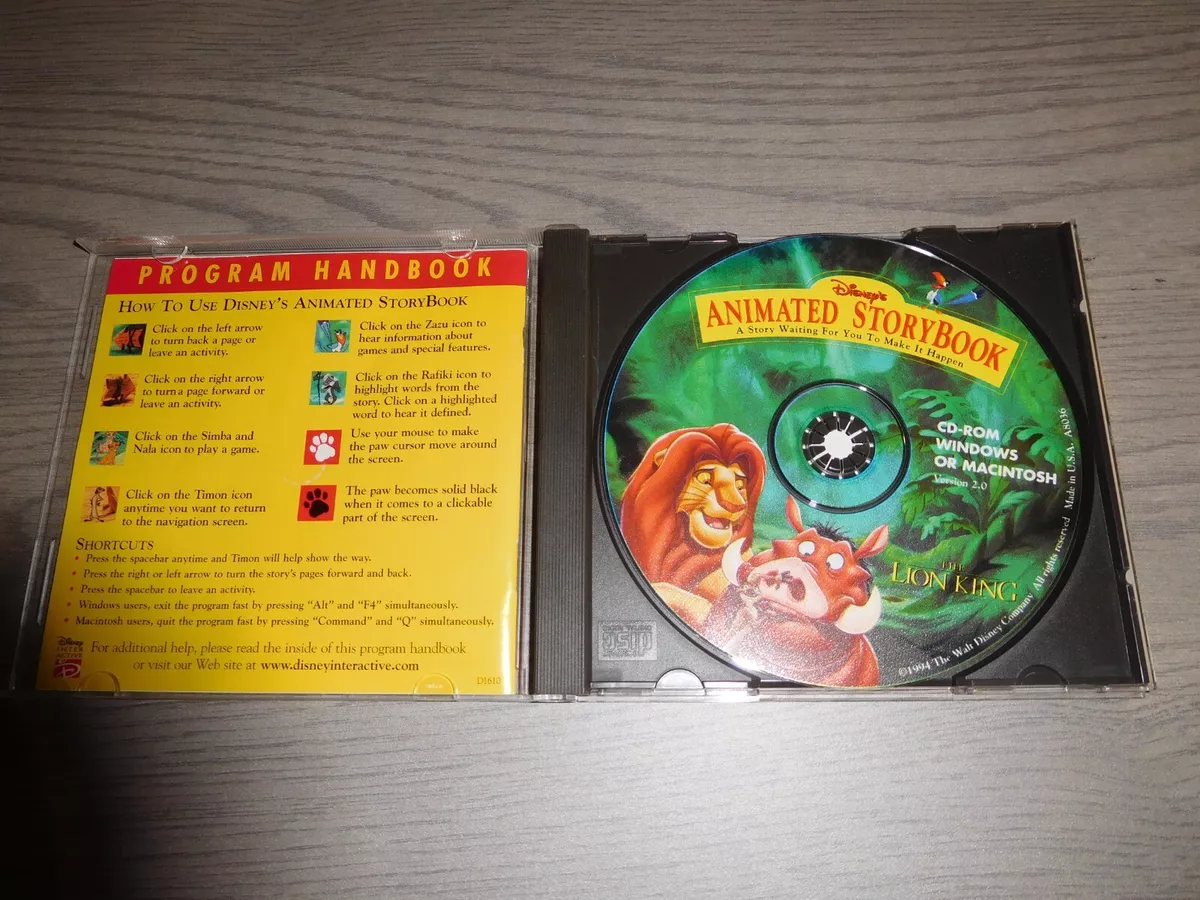 PROGRAM HANDBOOK
HOW TO USE DISNEY'S ANIMATED STORYBOOK
Click on the left arrow
to turn back a page or
leave an activity.
Click on the right arrow
to turn a page forward or
leave an activity.
Click on the Simba and
Nala icon to play a game.
Click on the Timon icon
anytime you want to return
to the navigation screen.
Click on the Zazu icon to
hear information about
games and special features.
Click on the Rafiki icon to
highlight words from the
story. Click on a highlighted
word to hear it defined.
Use your mouse to make
the paw cursor move around
the screen.
The paw becomes solid black
when it comes to a clickable
part of the screen.
SHORTCUTS
• Press the spacebar anytime and Timon will help show the way.
• Press the right or left arrow to turn the story's pages forward and back.
• Press the spacebar to leave an activity.
• Windows users, exit the program fast by pressing "Alt" and "F4" simultaneously.
• Macintosh users, quit the program fast by pressing "Command" and "Q" simultaneously.
Disney
INTER
ACTIVE
For additional help, please read the inside of this program handbook
or visit our Web site at www.disneyinteractive.com
D1610
Disney's
ANIMATED STORYBOOK
A Story Waiting For You To Make It Happen
CD-ROM
WINDOWS
OR MACINTOSH
Version 2.0
THE
LION KING
©1994 The Walt Disney Company All rights reserved Made in U.S.A. A8036
COMPACT
disc
DIGITAL AUDIO